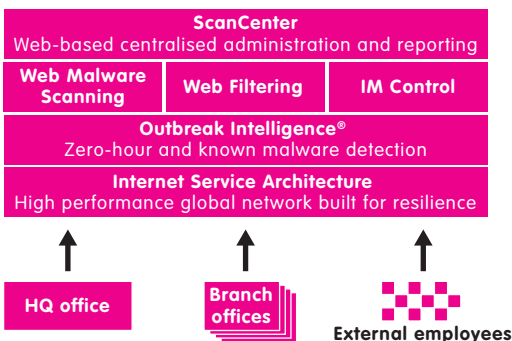 ScanCenter
Web-based centralised administration and reporting
Web Malware
Scanning
Web Filtering
IM Control
Outbreak Intelligence®
Zero-hour and known malware detection
Internet Service Architecture
High performance global network built for resilience
HQ office
Branch
offices
External employees